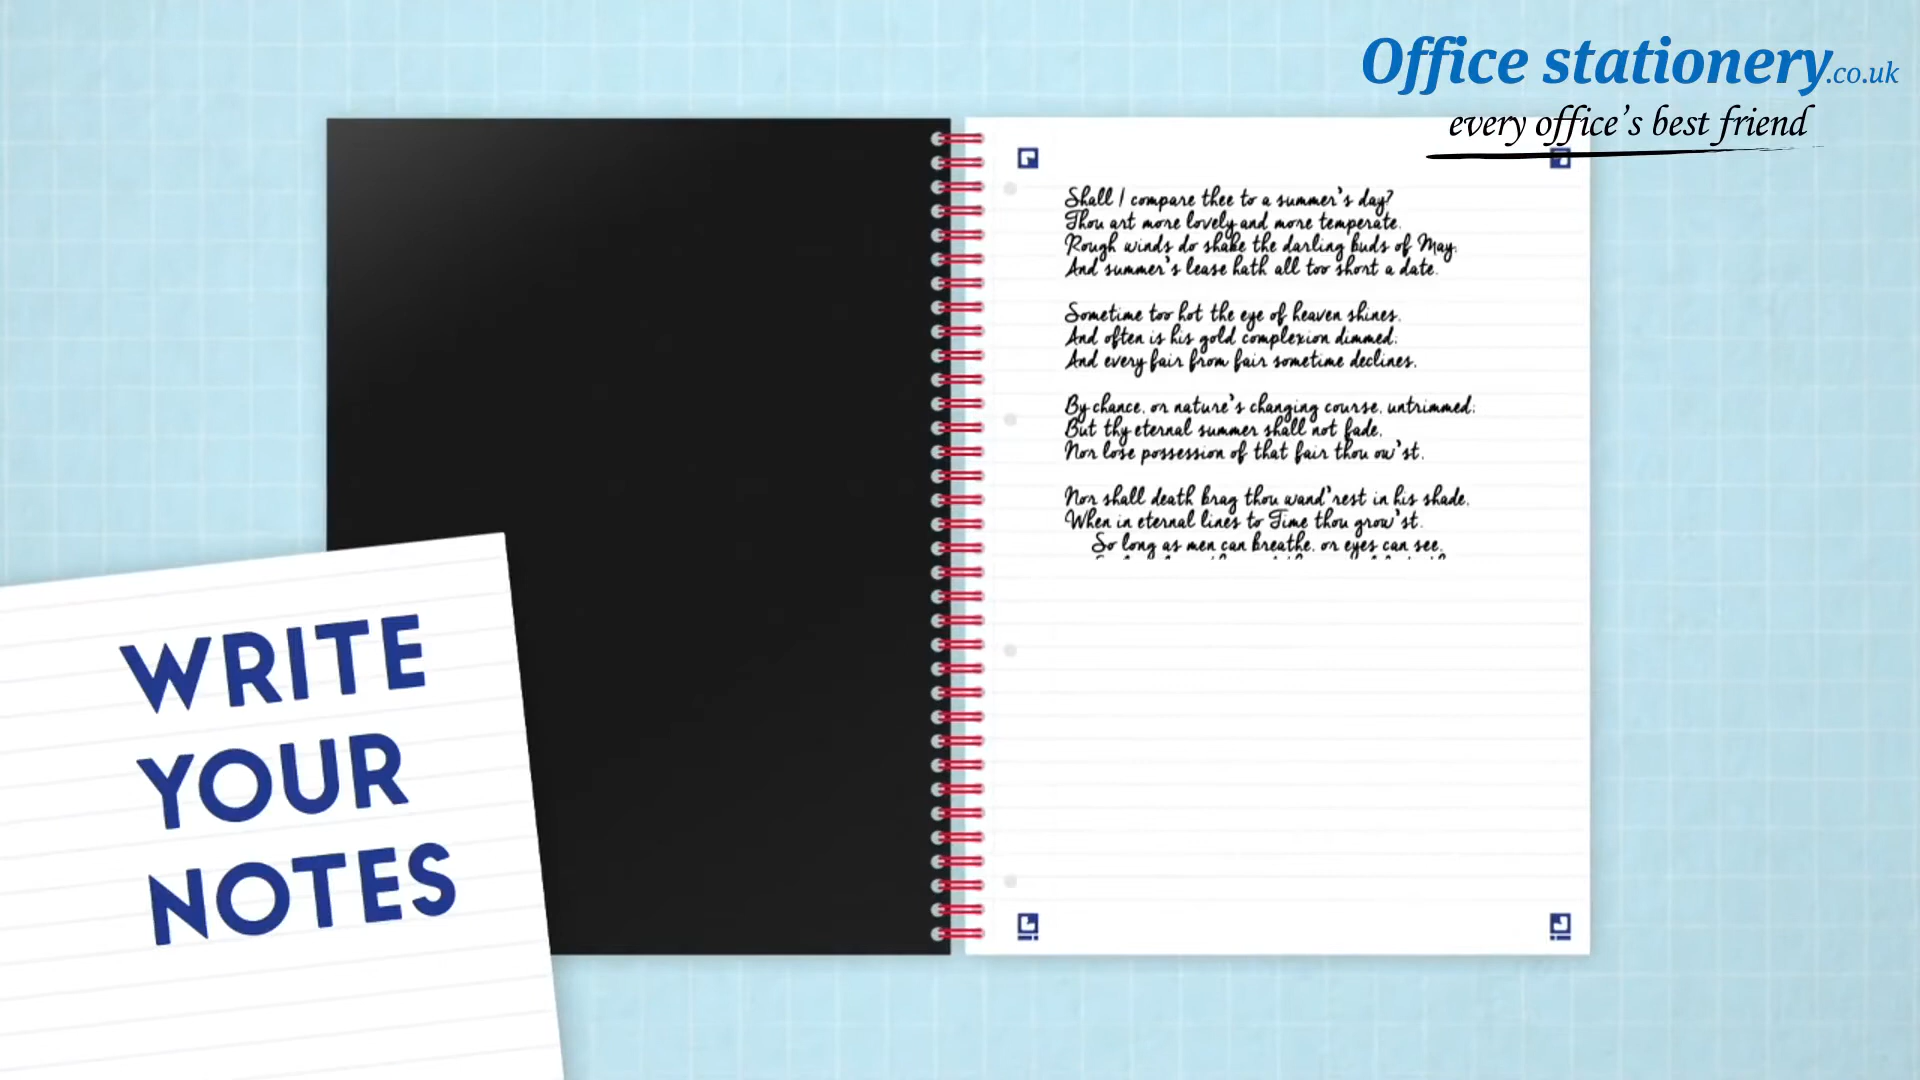 Office stationery.co.uk
every office's best friend
Shall I compare thee to a summer's day?
Thou art more lovely and more temperate.
Rough winds do shake the darling buds of May,
And summer's lease hath all too short a date.
Sometime too hot the eye of heaven shines,
And often is his gold complexion dimmed;
And every fair from fair sometime declines,
By chance, or nature's changing course, untrimmed;
But thy eternal summer shall not fade,
Nor lose possession of that fair thou ow'st,
Nor shall death brag thou wand'rest in his shade,
When in eternal lines to Time thou grow'st.
So long as men can breathe, or eyes can see,
WRITE
YOUR
NOTES